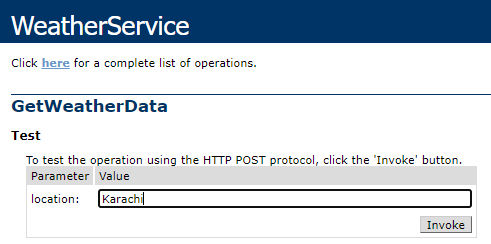 WeatherService
Click here for a complete list of operations.
GetWeatherData
Test
To test the operation using the HTTP POST protocol, click the 'Invoke' button.
Parameter Value
location: Karachi
Invoke